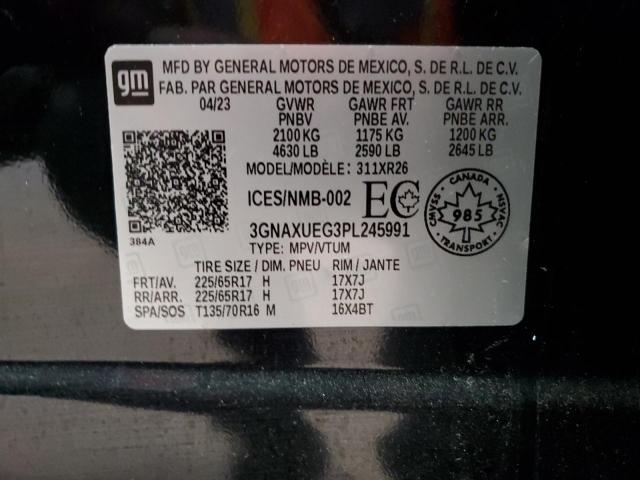 gm
MFD BY GENERAL MOTORS DE MEXICO, S. DE R.L. DE C.V.
FAB. PAR GENERAL MOTORS DE MEXICO, S. DE R.L. DE C.V.
04/23 GVWR GAWR FRT GAWR RR
PNBV PNBE AV. PNBE ARR.
2100 KG 1175 KG 1200 KG
4630 LB 2590 LB 2645 LB
MODEL/MODÈLE: 311XR26
ICES/NMB-002 EC
CANADA
CMVSS 985 NSVAC
TRANSPORT
384A
3GNAXUEG3PL245991
TYPE: MPV/VTUM
TIRE SIZE / DIM. PNEU RIM / JANTE
FRT/AV. 225/65R17 H 17X7J
RR/ARR. 225/65R17 H 17X7J
SPA/SOS T135/70R16 M 16X4BT